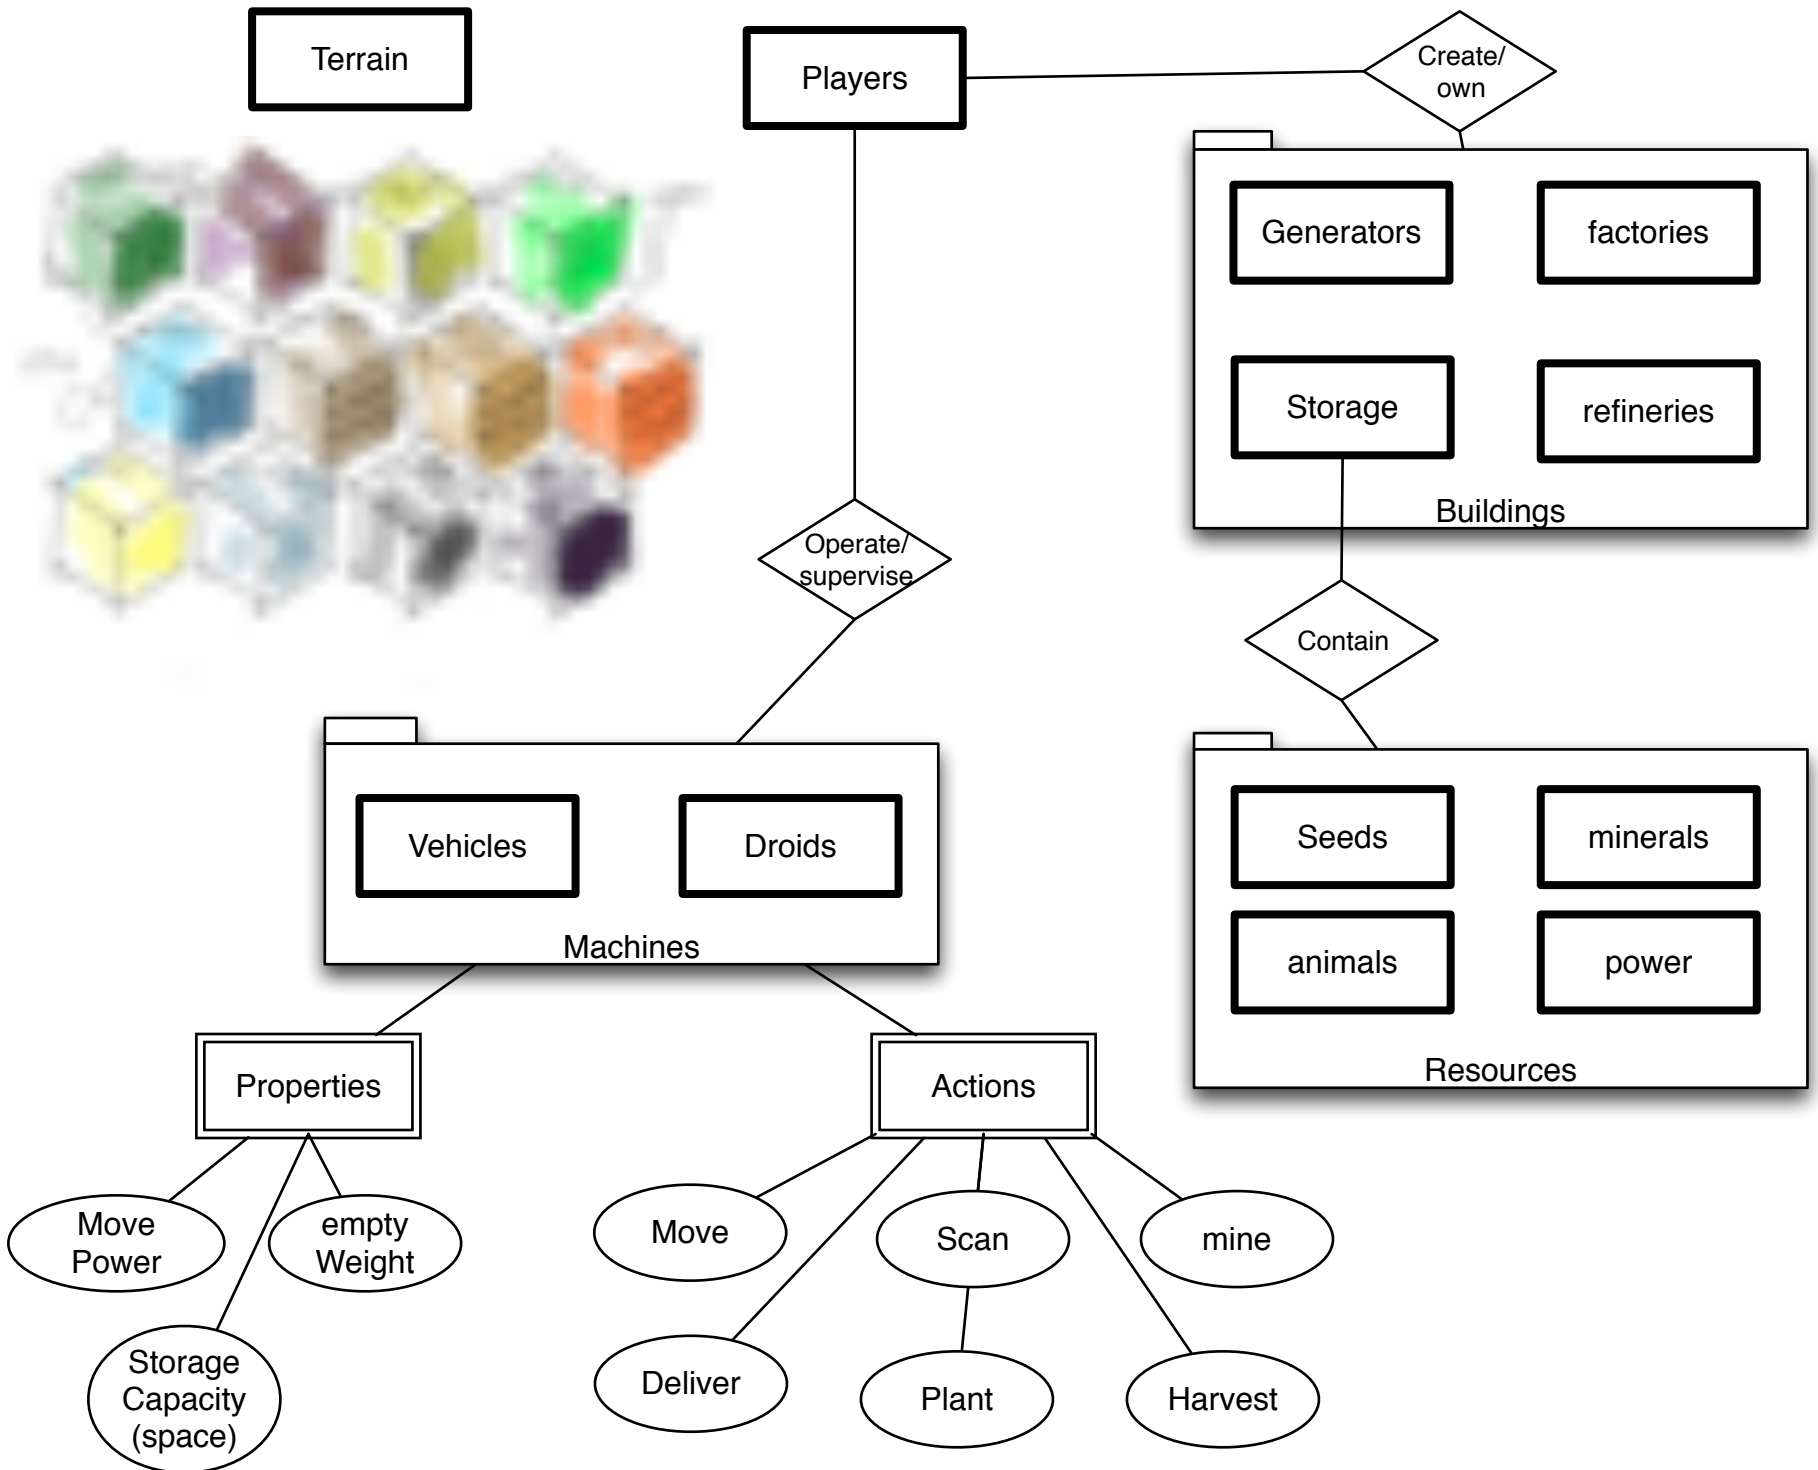 Terrain
Players
Create/
own
Generators
factories
Storage
refineries
Buildings
Operate/
supervise
Contain
Vehicles
Droids
Machines
Seeds
minerals
animals
power
Resources
Properties
Actions
Move
Power
empty
Weight
Storage
Capacity
(space)
Move
Scan
mine
Deliver
Plant
Harvest